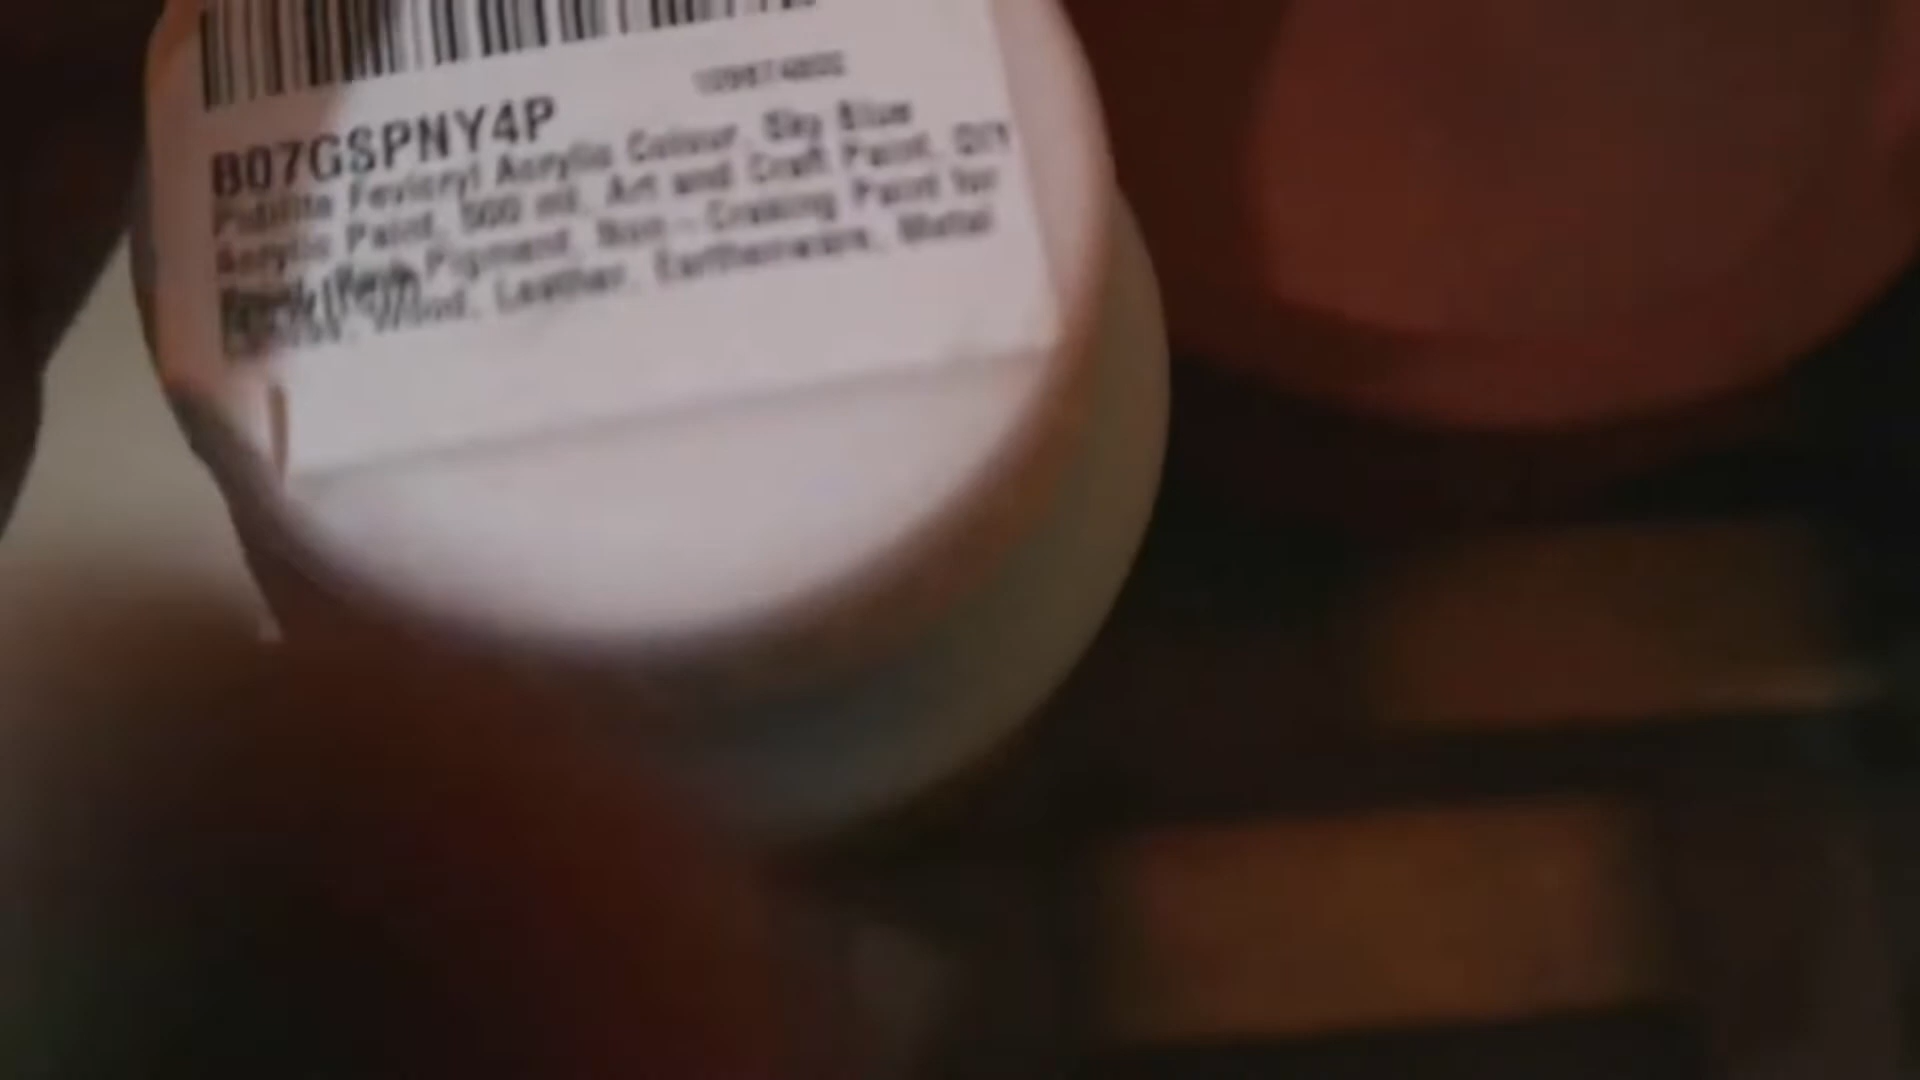 B07GSPNY4P
Pidilite Fevicryl Acrylic Colour, Sky Blue
Acrylic Paint, 500 ml, Art and Craft Paint, DIY
Pigment, Non - Craking Paint for
Wood, Leather, Earthenware, Metal